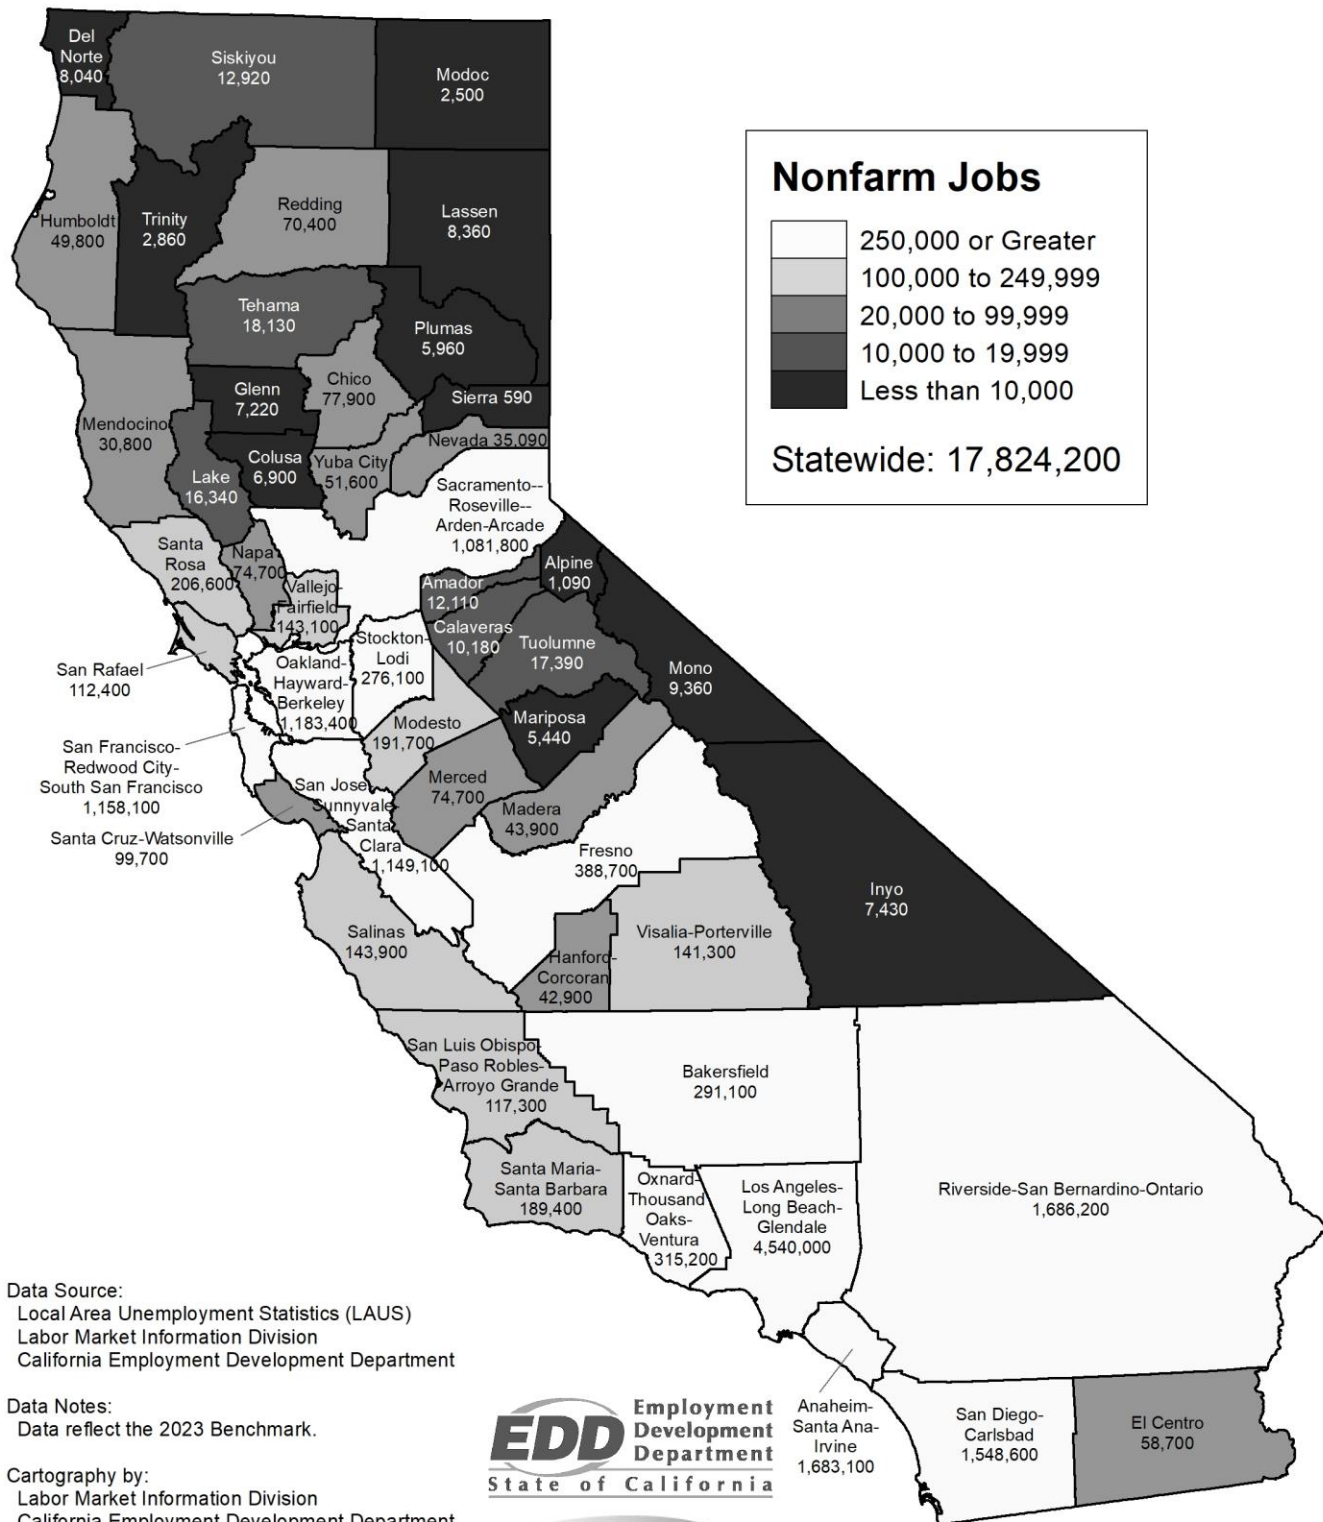 Del
Norte
8,040
Siskiyou
12,920
Modoc
2,500
Nonfarm Jobs
250,000 or Greater
100,000 to 249,999
20,000 to 99,999
10,000 to 19,999
Less than 10,000
Statewide: 17,824,200
Humboldt
49,800
Trinity
2,860
Redding
70,400
Lassen
8,360
Tehama
18,130
Plumas
5,960
Mendocino
30,800
Glenn
7,220
Chico
77,900
Sierra 590
Nevada 35,090
Lake
16,340
Colusa
6,900
Yuba City
51,600
Sacramento--
Roseville--
Arden-Arcade
1,081,800
Santa
Rosa
206,600
Napa
74,700
Vallejo-
Fairfield
143,100
Amador
12,110
Alpine
1,090
Calaveras
10,180
Tuolumne
17,390
Mono
9,360
San Rafael
112,400
Oakland-
Hayward-
Berkeley
1,183,400
Stockton-
Lodi
276,100
Modesto
191,700
Mariposa
5,440
San Francisco-
Redwood City-
South San Francisco
1,158,100
San Jose-
Sunnyvale-
Santa
Clara
1,149,100
Merced
74,700
Madera
43,900
Santa Cruz-Watsonville
99,700
Fresno
388,700
Inyo
7,430
Salinas
143,900
Hanford-
Corcoran
42,900
Visalia-Porterville
141,300
San Luis Obispo-
Paso Robles-
Arroyo Grande
117,300
Bakersfield
291,100
Santa Maria-
Santa Barbara
189,400
Oxnard-
Thousand
Oaks-
Ventura
315,200
Los Angeles-
Long Beach-
Glendale
4,540,000
Riverside-San Bernardino-Ontario
1,686,200
Anaheim-
Santa Ana-
Irvine
1,683,100
San Diego-
Carlsbad
1,548,600
El Centro
58,700
Data Source:
Local Area Unemployment Statistics (LAUS)
Labor Market Information Division
California Employment Development Department
Data Notes:
Data reflect the 2023 Benchmark.
Cartography by:
Labor Market Information Division
California Employment Development Department
EDD
Employment
Development
Department
State of California